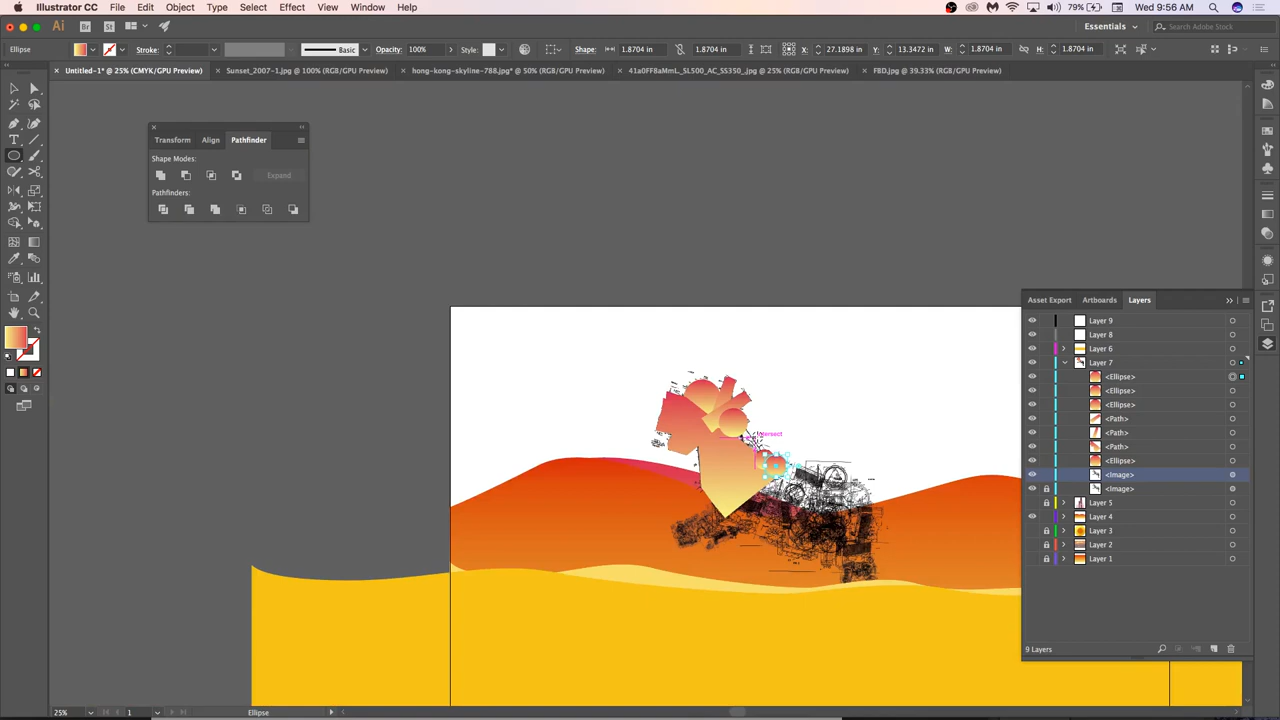 Illustrator CC File Edit Object Type Select Effect View Window Help 79% Wed 9:56 AM
Ai Br St Essentials Search Adobe Stock
Ellipse Stroke: Basic Opacity: 100% Style: Shape: 1.8704 in 1.8704 in X: 27.1898 in Y: 13.3472 in W: 1.8704 in H: 1.8704 in
Untitled-1* @ 25% (CMYK/GPU Preview) Sunset_2007-1.jpg @ 100% (RGB/GPU Preview) hong-kong-skyline-788.jpg* @ 50% (RGB/GPU Preview) 41a0FF8aMmL._SL500_AC_SS350_.jpg @ 25% (RGB/GPU Preview) FBD.jpg @ 39.33% (RGB/GPU Preview)
Transform Align Pathfinder
Shape Modes:
Expand
Pathfinders:
intersect
Asset Export Artboards Layers
Layer 9
Layer 8
Layer 6
Layer 7
<Ellipse>
<Ellipse>
<Ellipse>
<Path>
<Path>
<Path>
<Ellipse>
<Image>
<Image>
Layer 5
Layer 4
Layer 3
Layer 2
Layer 1
9 Layers
25% 1 Ellipse